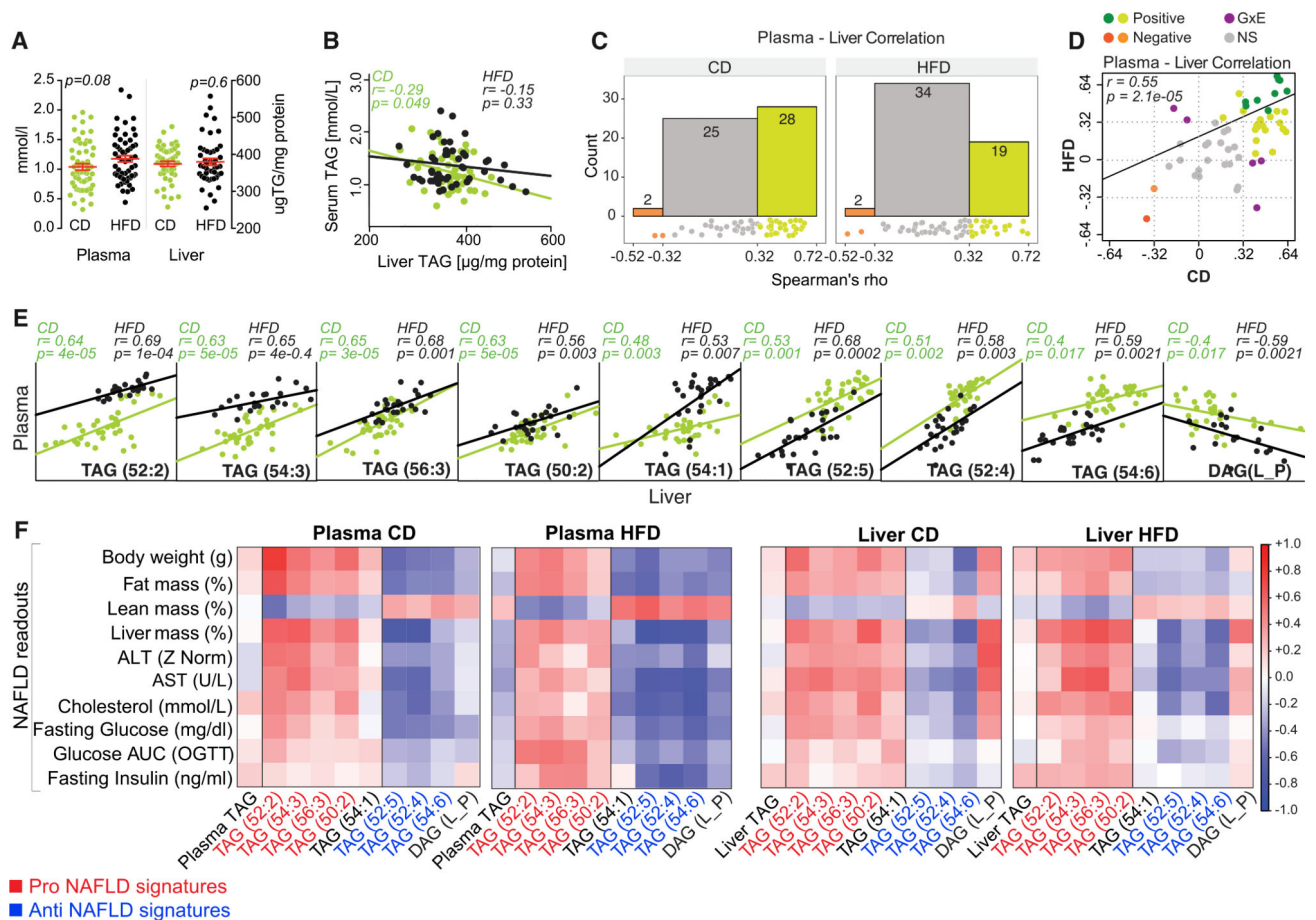 A
mmol/l
2.5
2.0
1.5
1.0
0.5
0.0
p=0.08
p=0.6
600
500
400
300
200
ugTG/mg protein
CD
HFD
CD
HFD
Plasma
Liver
B
Serum TAG [mmol/L]
3.0
2.0
1.0
CD
r= -0.29
p= 0.049
HFD
r= -0.15
p= 0.33
200
400
600
Liver TAG [µg/mg protein]
C
Plasma - Liver Correlation
CD
HFD
Count
30
20
10
0
2
25
28
2
34
19
-0.52
-0.32
0.32
0.72
-0.52
-0.32
0.32
0.72
Spearman's rho
Positive
GxE
Negative
NS
D
Plasma - Liver Correlation
r = 0.55
p = 2.1e-05
HFD
.64
.32
0
-.32
-.64
-.64
-.32
0
.32
.64
CD
E
Plasma
CD
r= 0.64
p= 4e-05
HFD
r= 0.69
p= 1e-04
TAG (52:2)
CD
r= 0.63
p= 5e-05
HFD
r= 0.65
p= 4e-0.4
TAG (54:3)
CD
r= 0.65
p= 3e-05
HFD
r= 0.68
p= 0.001
TAG (56:3)
CD
r= 0.63
p= 5e-05
HFD
r= 0.56
p= 0.003
TAG (50:2)
CD
r= 0.48
p= 0.003
HFD
r= 0.53
p= 0.007
TAG (54:1)
CD
r= 0.53
p= 0.001
HFD
r= 0.68
p= 0.0002
TAG (52:5)
CD
r= 0.51
p= 0.002
HFD
r= 0.58
p= 0.003
TAG (52:4)
CD
r= 0.4
p= 0.017
HFD
r= 0.59
p= 0.0021
TAG (54:6)
CD
r= -0.4
p= 0.017
HFD
r= -0.59
p= 0.0021
DAG(L_P)
Liver
F
Plasma CD
Plasma HFD
Liver CD
Liver HFD
NAFLD readouts
Body weight (g)
Fat mass (%)
Lean mass (%)
Liver mass (%)
ALT (Z Norm)
AST (U/L)
Cholesterol (mmol/L)
Fasting Glucose (mg/dl)
Glucose AUC (OGTT)
Fasting Insulin (ng/ml)
+1.0
+0.8
+0.6
+0.4
+0.2
0.0
-0.2
-0.4
-0.6
-0.8
-1.0
Plasma TAG
TAG (52:2)
TAG (54:3)
TAG (56:3)
TAG (50:2)
TAG (54:1)
TAG (52:5)
TAG (52:4)
TAG (54:6)
DAG (L_P)
Plasma TAG
TAG (52:2)
TAG (54:3)
TAG (56:3)
TAG (50:2)
TAG (54:1)
TAG (52:5)
TAG (52:4)
TAG (54:6)
DAG (L_P)
Liver TAG
TAG (52:2)
TAG (54:3)
TAG (56:3)
TAG (50:2)
TAG (54:1)
TAG (52:5)
TAG (52:4)
TAG (54:6)
DAG (L_P)
Liver TAG
TAG (52:2)
TAG (54:3)
TAG (56:3)
TAG (50:2)
TAG (54:1)
TAG (52:5)
TAG (52:4)
TAG (54:6)
DAG (L_P)
Pro NAFLD signatures
Anti NAFLD signatures